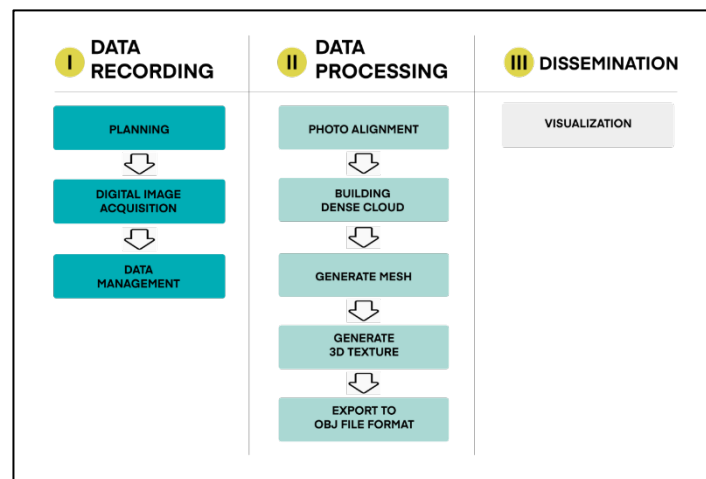 I
DATA
RECORDING
PLANNING
DIGITAL IMAGE
ACQUISITION
DATA
MANAGEMENT
II
DATA
PROCESSING
PHOTO ALIGNMENT
BUILDING
DENSE CLOUD
GENERATE MESH
GENERATE
3D TEXTURE
EXPORT TO
OBJ FILE FORMAT
III
DISSEMINATION
VISUALIZATION